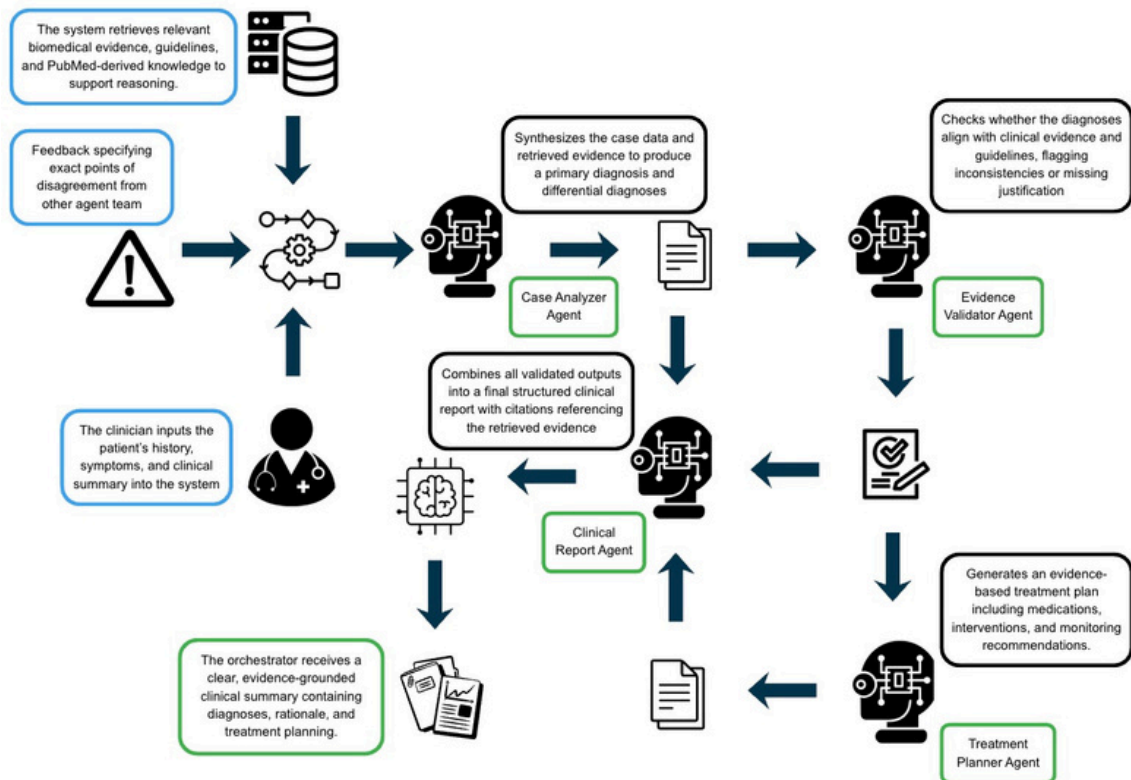 The system retrieves relevant
biomedical evidence, guidelines,
and PubMed-derived knowledge to
support reasoning.
Feedback specifying
exact points of
disagreement from
other agent team
Synthesizes the case data and
retrieved evidence to produce
a primary diagnosis and
differential diagnoses
Checks whether the diagnoses
align with clinical evidence and
guidelines, flagging
inconsistencies or missing
justification
Case Analyzer
Agent
Evidence
Validator Agent
Combines all validated outputs
into a final structured clinical
report with citations referencing
the retrieved evidence
The clinician inputs the
patient's history,
symptoms, and clinical
summary into the system
Clinical
Report Agent
Generates an evidence-
based treatment plan
including medications,
interventions, and monitoring
recommendations.
The orchestrator receives a
clear, evidence-grounded
clinical summary containing
diagnoses, rationale, and
treatment planning.
Treatment
Planner Agent